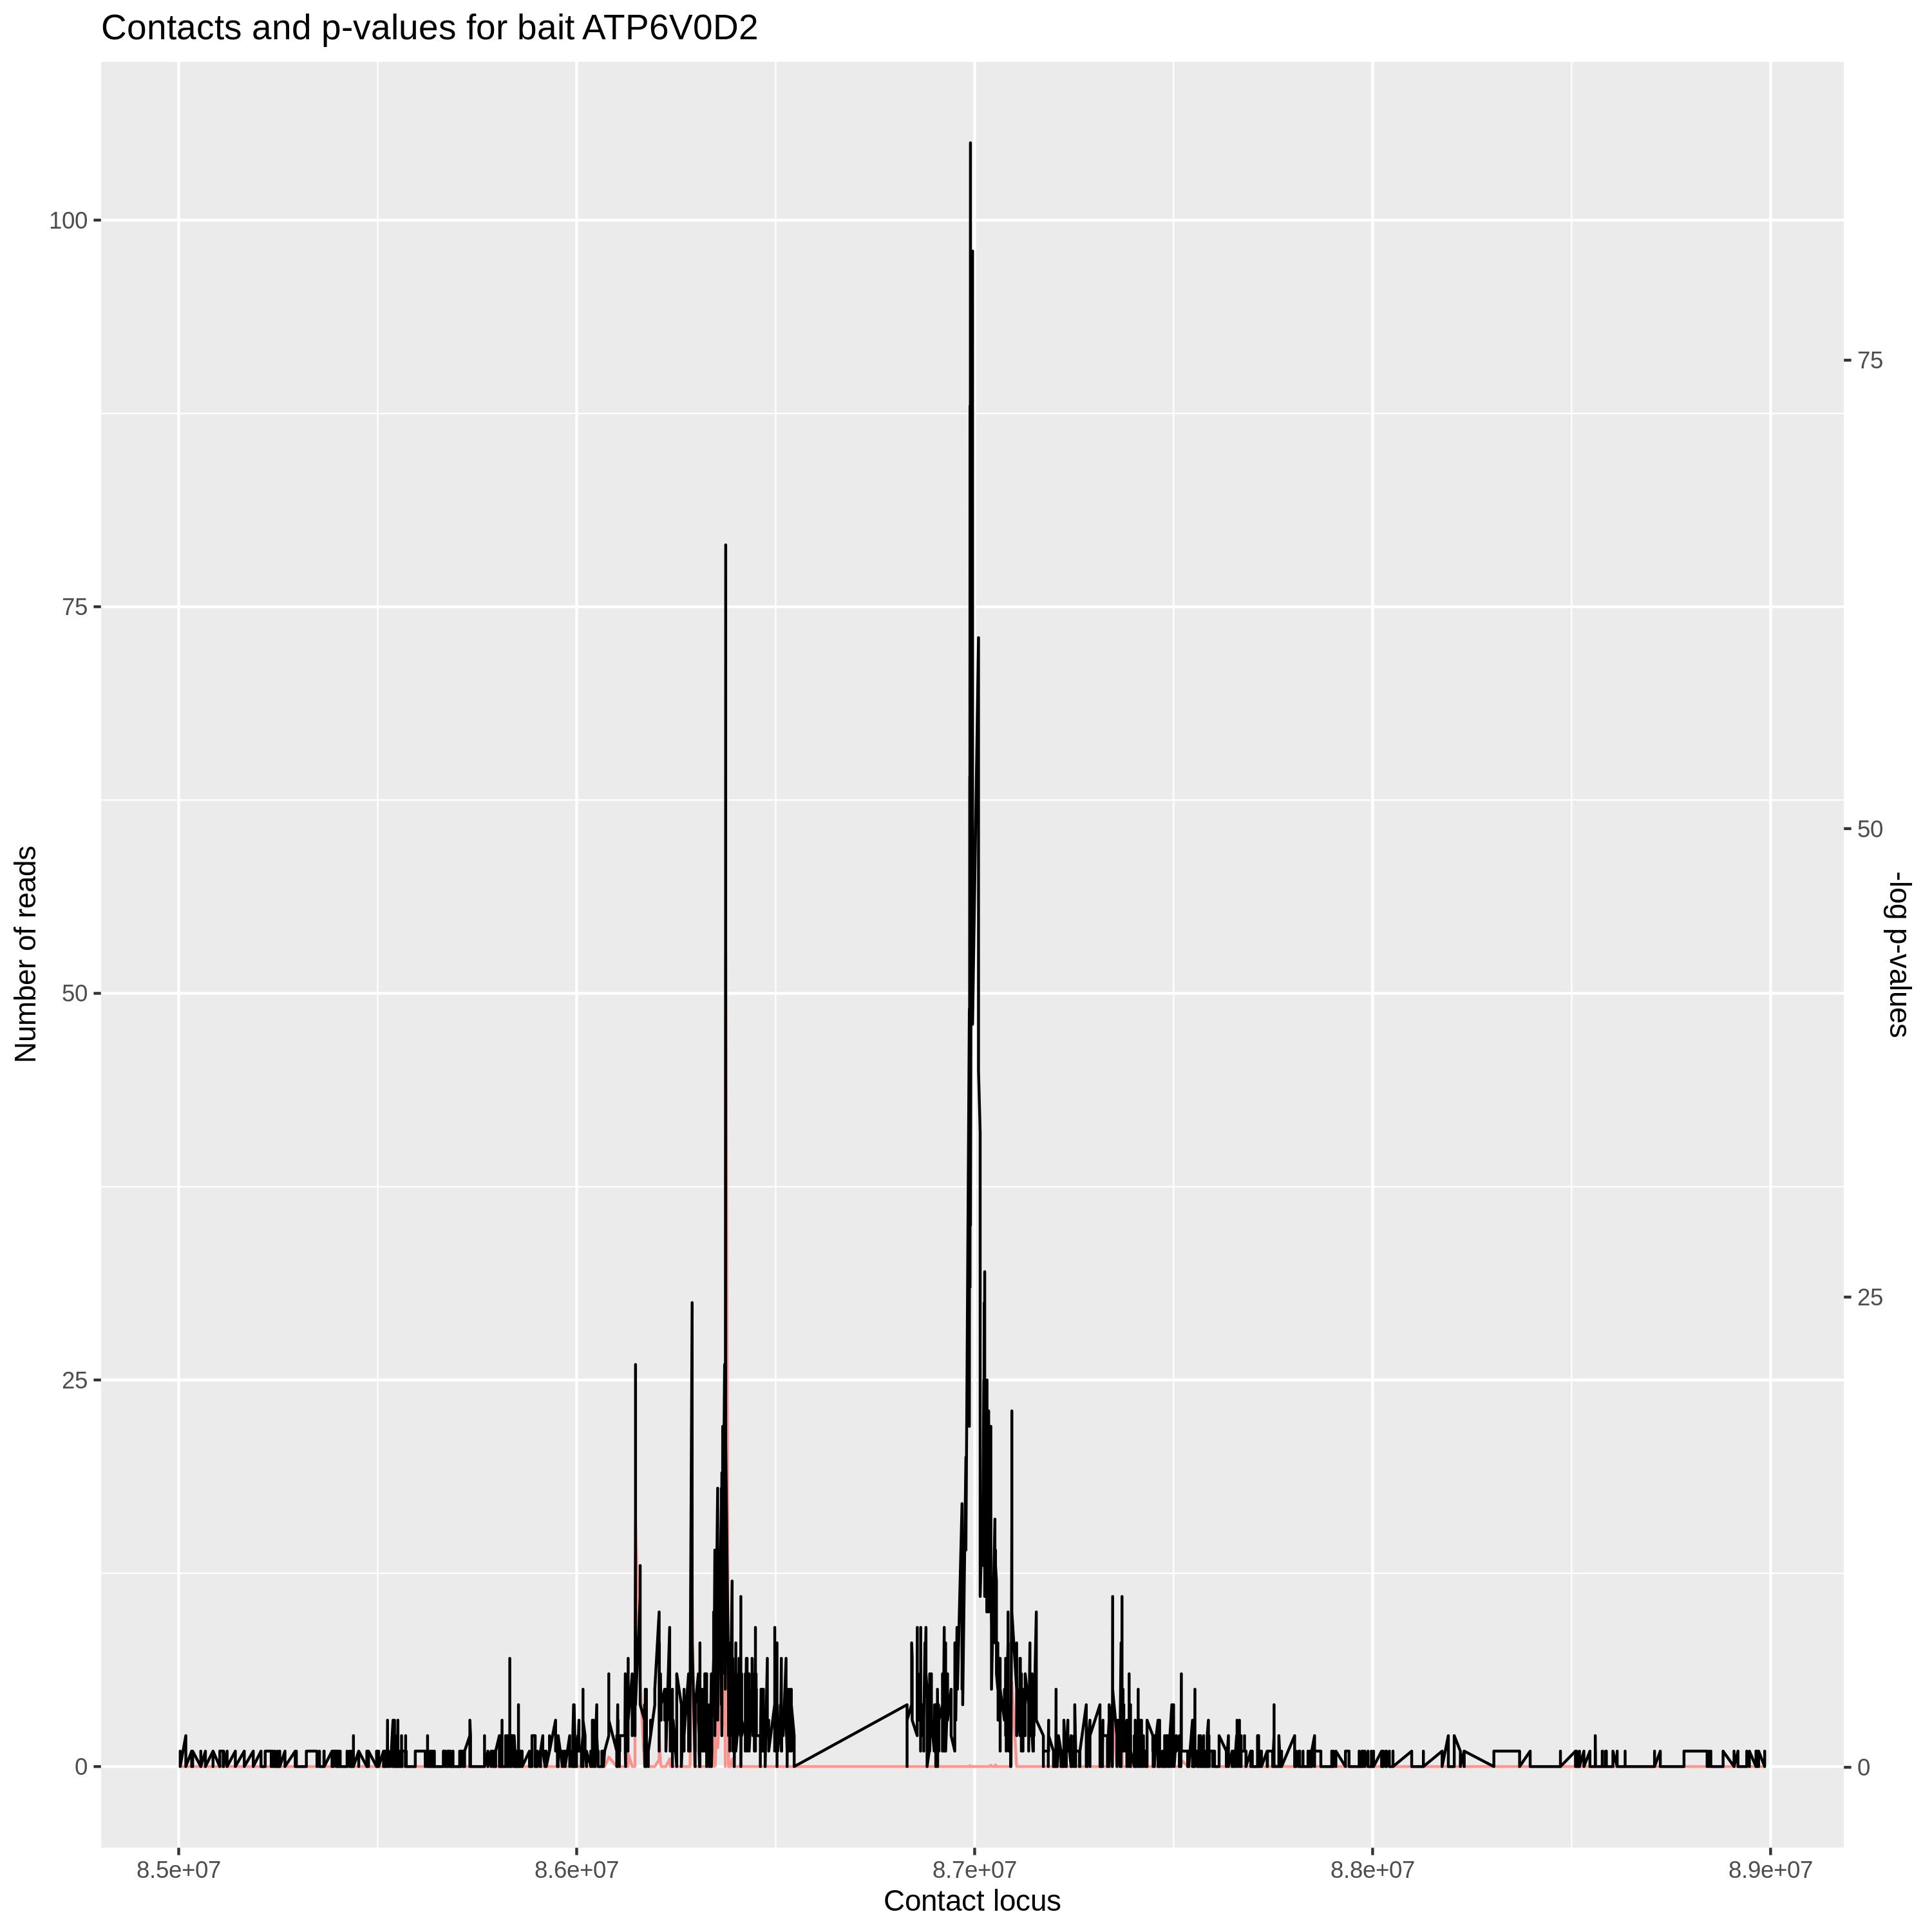 Contacts and p-values for bait ATP6V0D2
100
75
50
25
0
Number of reads
75
50
25
0
-log p-values
8.5e+07
8.6e+07
8.7e+07
8.8e+07
8.9e+07
Contact locus